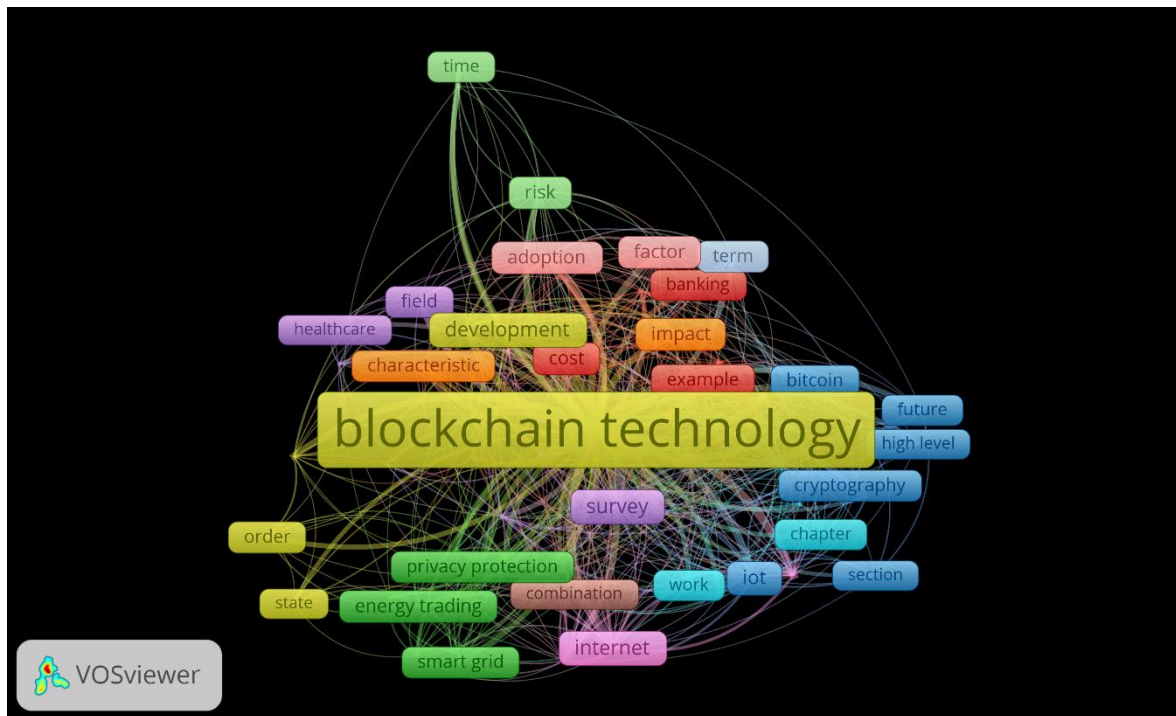 time
risk
adoption
factor
term
banking
field
healthcare
development
impact
characteristic
cost
example
bitcoin
future
blockchain technology
high level
cryptography
survey
order
chapter
privacy protection
iot
section
state
energy trading
combination
work
internet
smart grid
VOSviewer